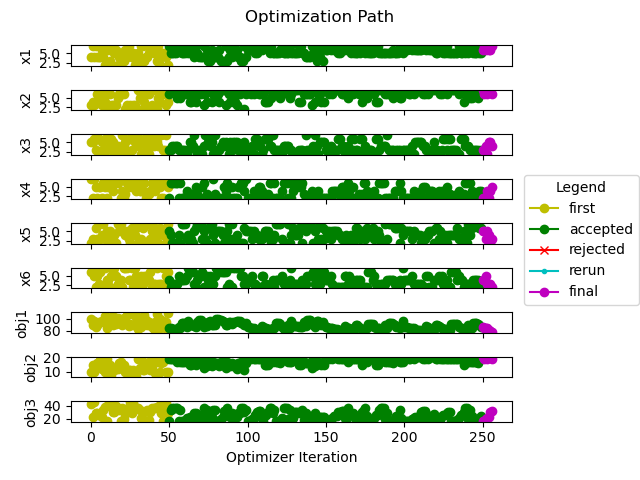 Optimization Path
x1
5.0
2.5
x2
5.0
2.5
x3
5.0
2.5
x4
5.0
2.5
x5
5.0
2.5
x6
5.0
2.5
obj1
100
80
obj2
20
10
obj3
40
20
0 50 100 150 200 250
Optimizer Iteration
Legend
first
accepted
rejected
rerun
final